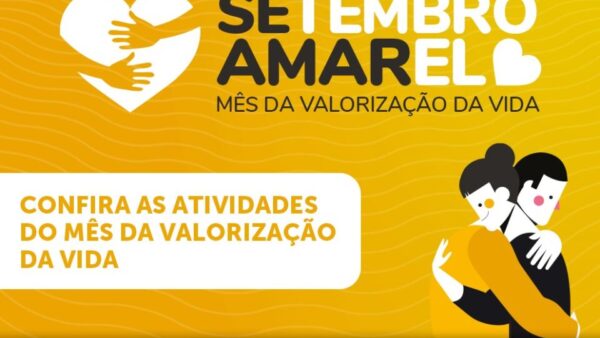 SETEMBRO
AMAREL
MÊS DA VALORIZAÇÃO DA VIDA
CONFIRA AS ATIVIDADES
DO MÊS DA VALORIZAÇÃO
DA VIDA